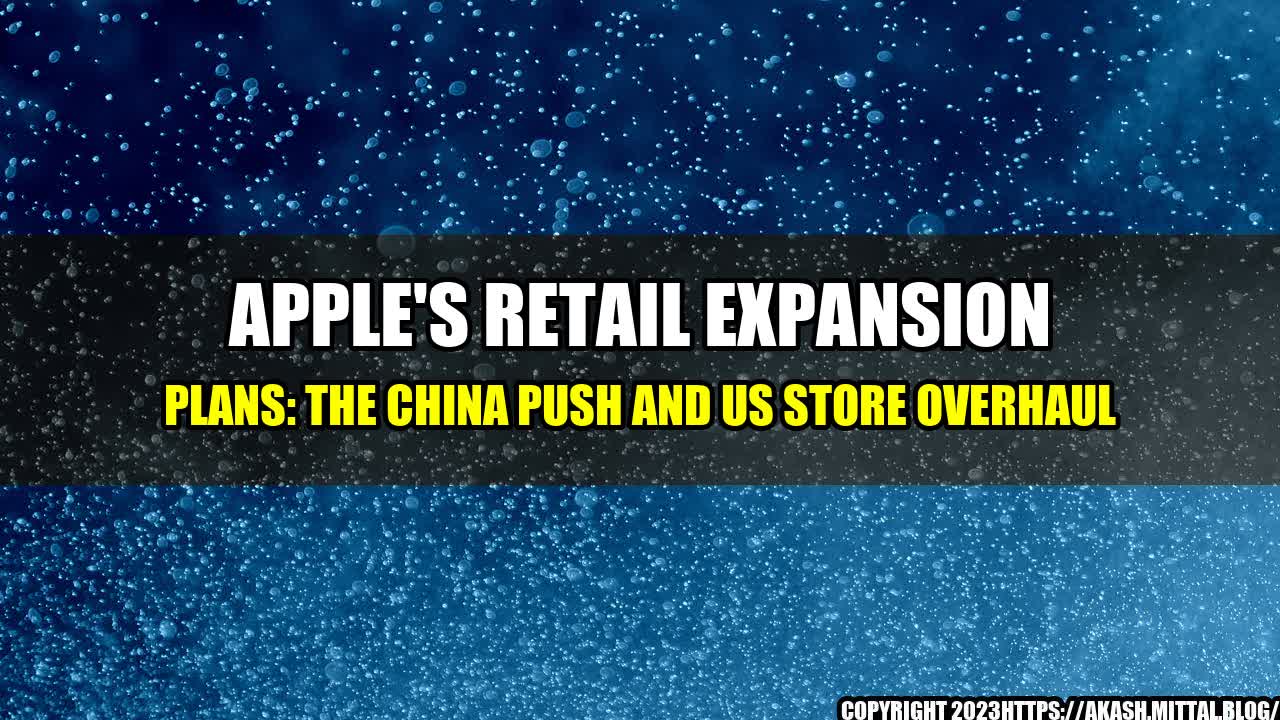 APPLE'S RETAIL EXPANSION
PLANS: THE CHINA PUSH AND US STORE OVERHAUL
COPYRIGHT 2023HTTPS://AKASH.MITTAL.BLOG/